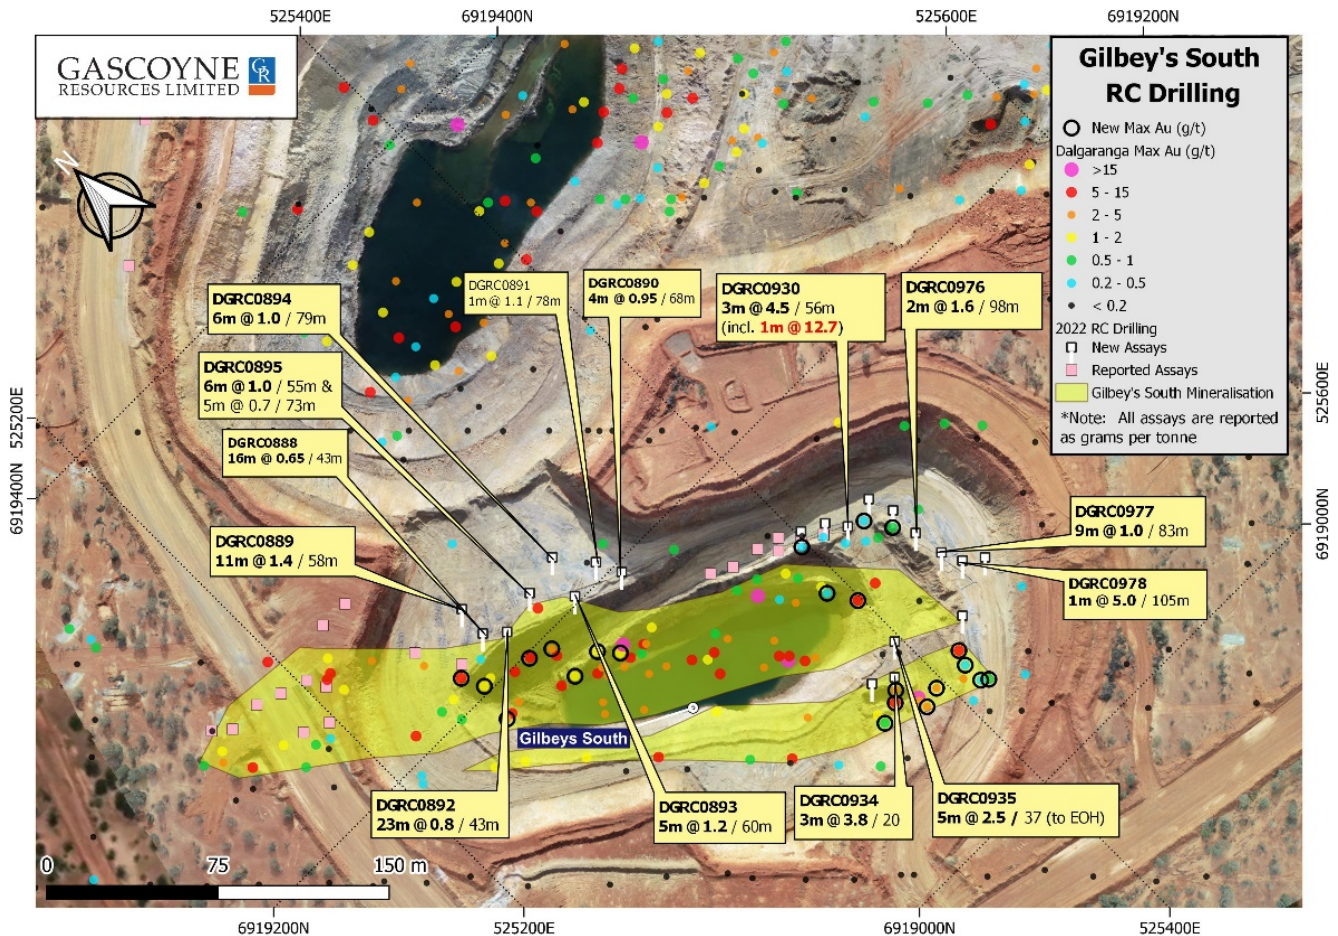 525400E
6919400N
525600E
6919200N
GASCOYNE
RESOURCES LIMITED
GR
N
Gilbey's South
RC Drilling
New Max Au (g/t)
Dalgaranga Max Au (g/t)
>15
5 - 15
2 - 5
1 - 2
0.5 - 1
0.2 - 0.5
< 0.2
2022 RC Drilling
New Assays
Reported Assays
Gilbey's South Mineralisation
*Note: All assays are reported
as grams per tonne
DGRC0894
6m @ 1.0 / 79m
DGRC0891
1m @ 1.1 / 78m
DGRC0890
4m @ 0.95 / 68m
DGRC0930
3m @ 4.5 / 56m
(incl. 1m @ 12.7)
DGRC0976
2m @ 1.6 / 98m
DGRC0895
6m @ 1.0 / 55m &
5m @ 0.7 / 73m
DGRC0888
16m @ 0.65 / 43m
DGRC0889
11m @ 1.4 / 58m
DGRC0977
9m @ 1.0 / 83m
DGRC0978
1m @ 5.0 / 105m
525200E
6919400N
525600E
6919000N
Gilbeys South
DGRC0892
23m @ 0.8 / 43m
DGRC0893
5m @ 1.2 / 60m
DGRC0934
3m @ 3.8 / 20
DGRC0935
5m @ 2.5 / 37 (to EOH)
0 75 150 m
6919200N
525200E
6919000N
525400E